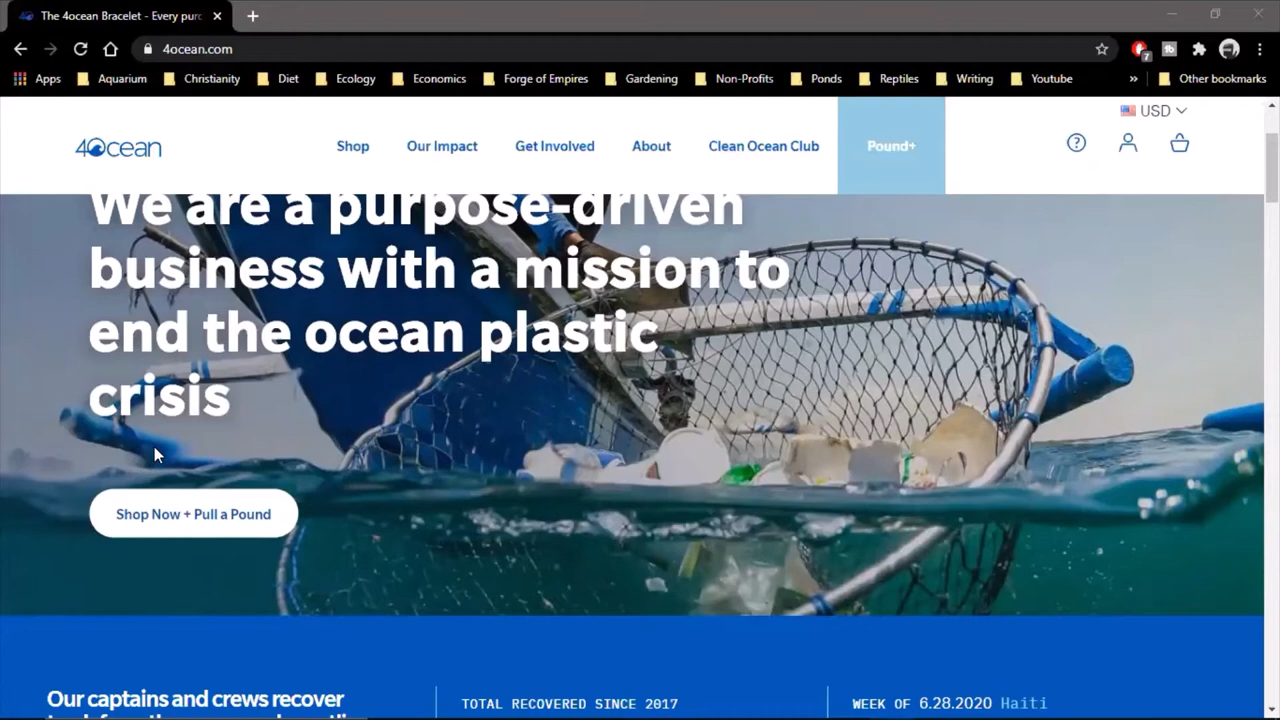 The 4ocean Bracelet - Every purc
4ocean.com
Apps Aquarium Christianity Diet Ecology Economics Forge of Empires Gardening Non-Profits Ponds Reptiles Writing Youtube » Other bookmarks
7
USD
4Ocean Shop Our Impact Get Involved About Clean Ocean Club Pound+
We are a purpose-driven
business with a mission to
end the ocean plastic
crisis
Shop Now + Pull a Pound
Our captains and crews recover
TOTAL RECOVERED SINCE 2017
WEEK OF 6.28.2020 Haiti